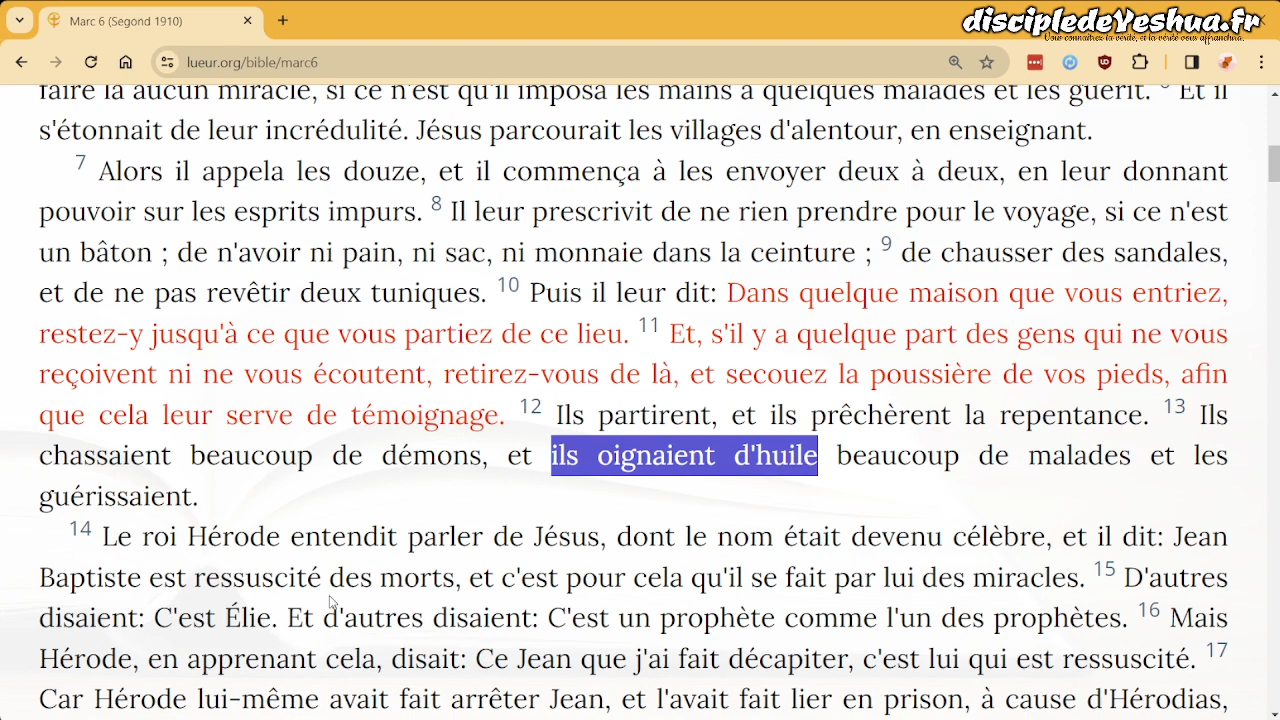 Marc 6 (Segond 1910)
discipledeYeshua.fr
Vous connaîtrez la vérité, et la vérité vous affranchira.
lueur.org/bible/marc6
faire là aucun miracle, si ce n'est qu'il imposa les mains à quelques malades et les guérit. 6 Et il
s'étonnait de leur incrédulité. Jésus parcourait les villages d'alentour, en enseignant.
7 Alors il appela les douze, et il commença à les envoyer deux à deux, en leur donnant
pouvoir sur les esprits impurs. 8 Il leur prescrivit de ne rien prendre pour le voyage, si ce n'est
un bâton ; de n'avoir ni pain, ni sac, ni monnaie dans la ceinture ; 9 de chausser des sandales,
et de ne pas revêtir deux tuniques. 10 Puis il leur dit: Dans quelque maison que vous entriez,
restez-y jusqu'à ce que vous partiez de ce lieu. 11 Et, s'il y a quelque part des gens qui ne vous
reçoivent ni ne vous écoutent, retirez-vous de là, et secouez la poussière de vos pieds, afin
que cela leur serve de témoignage. 12 Ils partirent, et ils prêchèrent la repentance. 13 Ils
chassaient beaucoup de démons, et ils oignaient d'huile beaucoup de malades et les
guérissaient.
14 Le roi Hérode entendit parler de Jésus, dont le nom était devenu célèbre, et il dit: Jean
Baptiste est ressuscité des morts, et c'est pour cela qu'il se fait par lui des miracles. 15 D'autres
disaient: C'est Élie. Et d'autres disaient: C'est un prophète comme l'un des prophètes. 16 Mais
Hérode, en apprenant cela, disait: Ce Jean que j'ai fait décapiter, c'est lui qui est ressuscité. 17
Car Hérode lui-même avait fait arrêter Jean, et l'avait fait lier en prison, à cause d'Hérodias,